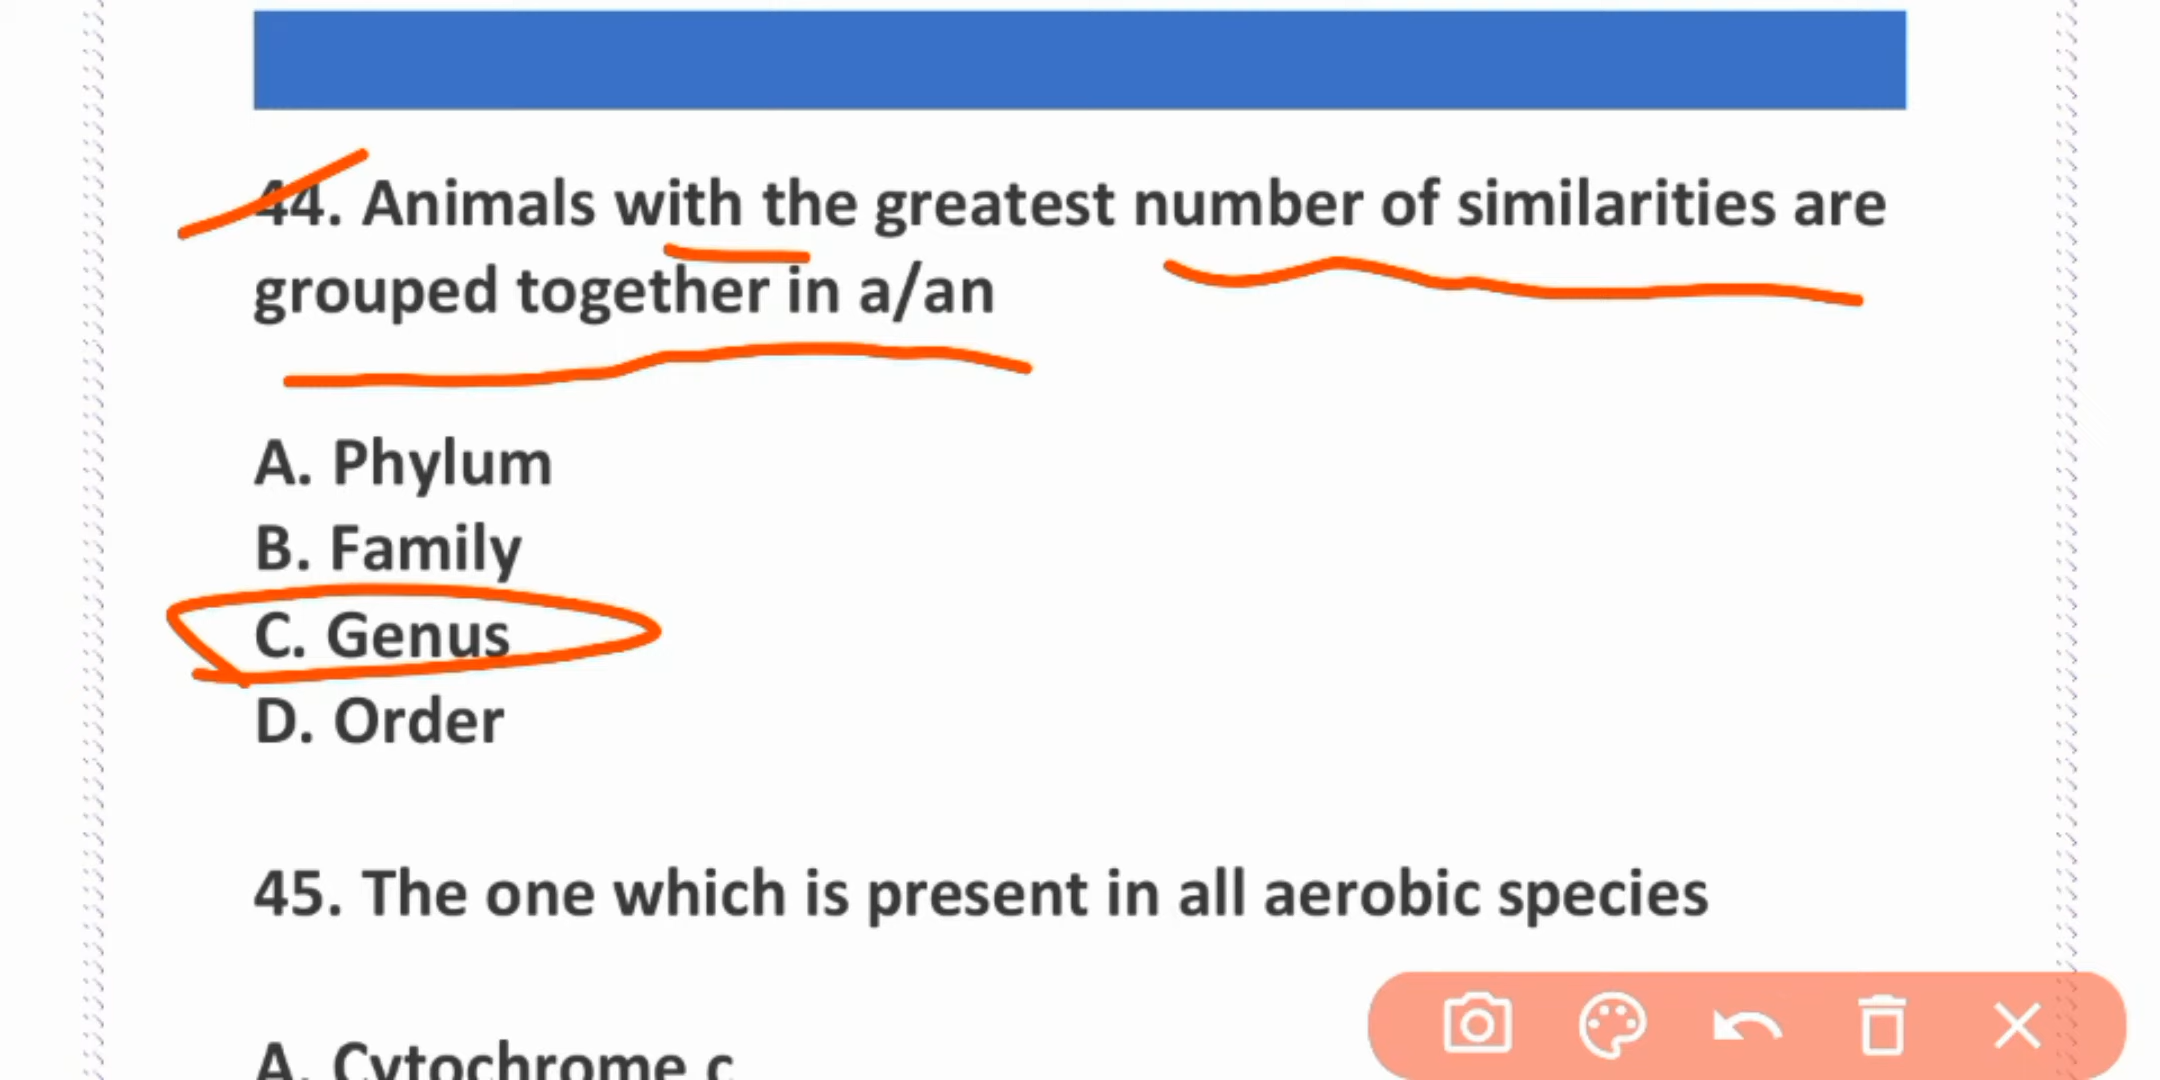 44. Animals with the greatest number of similarities are
grouped together in a/an
A. Phylum
B. Family
C. Genus
D. Order
45. The one which is present in all aerobic species
A. Cytochrome c